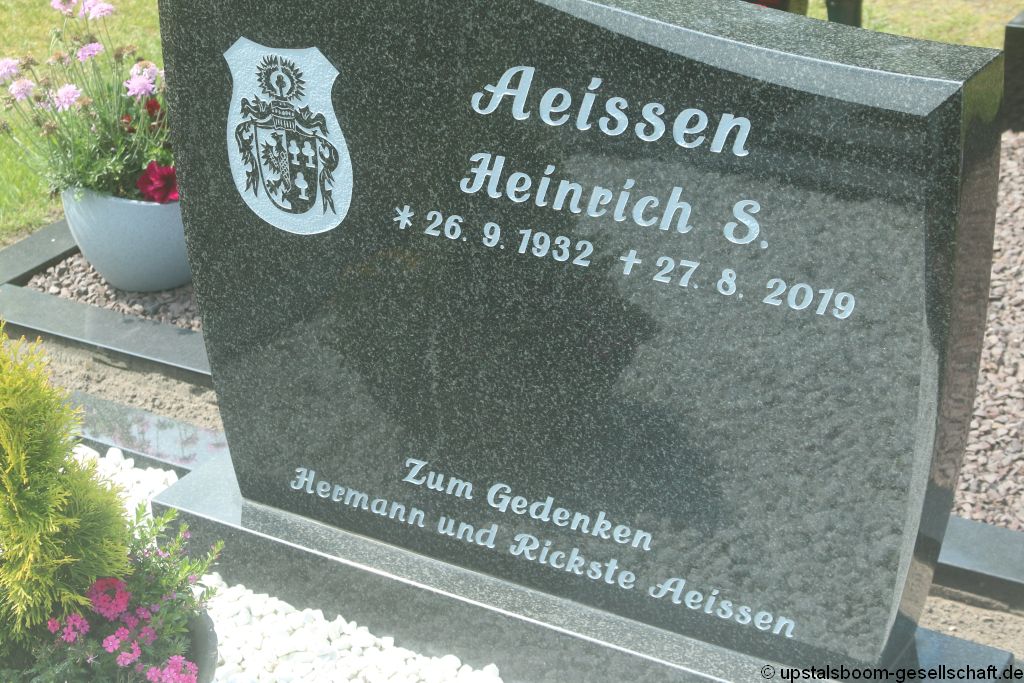 Aeissen
Heinrich S.
* 26. 9. 1932 † 27. 8. 2019
Zum Gedenken
Hermann und Rickste Aeissen
© upstalsboom-gesellschaft.de